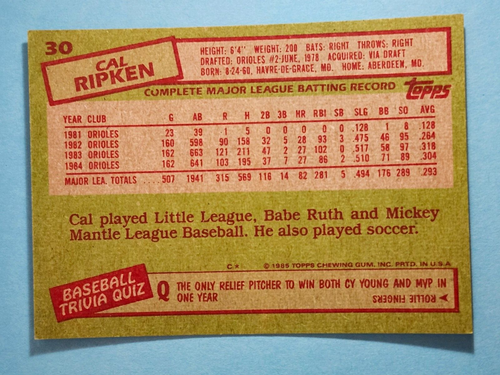 30
CAL
RIPKEN
HEIGHT: 6'4" WEIGHT: 200 BATS: RIGHT THROWS: RIGHT
DRAFTED: ORIOLES #2-JUNE, 1978 ACQUIRED: VIA DRAFT
BORN: 8-24-60, HAVRE-DE-GRACE, MD. HOME: ABERDEEN, MD.
COMPLETE MAJOR LEAGUE BATTING RECORD topps
YEAR CLUB G AB R H 2B 3B HR RBI SB SLG BB SO AVG
1981 ORIOLES 23 39 1 5 0 0 0 0 0 .128 1 8 .128
1982 ORIOLES 160 598 90 158 32 5 28 93 3 .475 46 95 .264
1983 ORIOLES 162 663 121 211 47 2 27 102 0 .517 58 97 .318
1984 ORIOLES 162 641 103 195 37 7 27 86 2 .510 71 89 .304
MAJOR LEA. TOTALS 507 1941 315 569 116 14 82 281 5 .494 176 289 .293
Cal played Little League, Babe Ruth and Mickey
Mantle League Baseball. He also played soccer.
C.* © 1985 TOPPS CHEWING GUM, INC. PRTD. IN U.S.A.
BASEBALL
TRIVIA QUIZ
Q THE ONLY RELIEF PITCHER TO WIN BOTH CY YOUNG AND MVP IN
ONE YEAR
A ROLLIE FINGERS